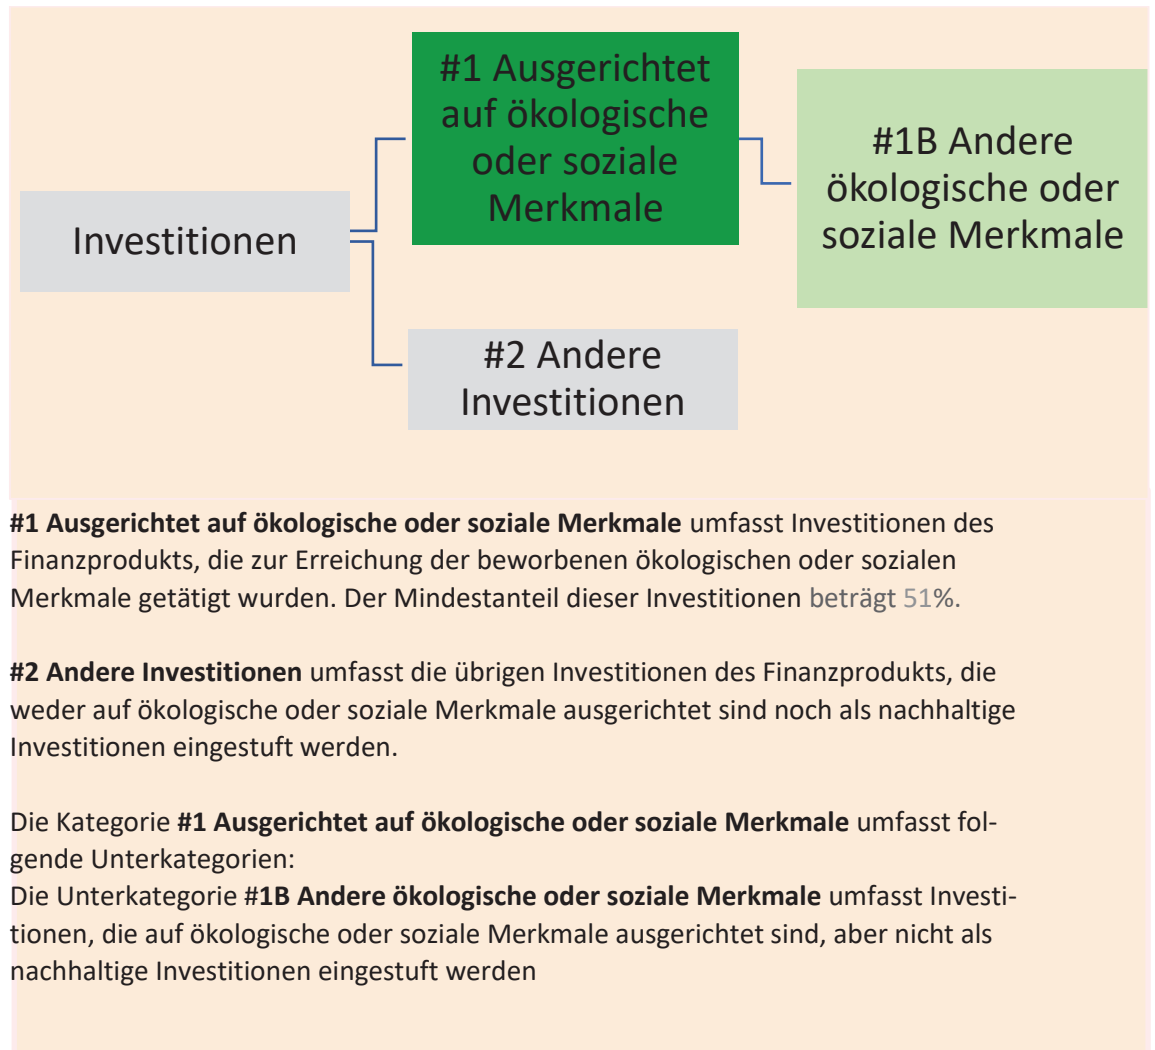 #1 Ausgerichtet
auf ökologische
oder soziale
Merkmale
#1B Andere
ökologische oder
soziale Merkmale
Investitionen
#2 Andere
Investitionen
#1 Ausgerichtet auf ökologische oder soziale Merkmale umfasst Investitionen des
Finanzprodukts, die zur Erreichung der beworbenen ökologischen oder sozialen
Merkmale getätigt wurden. Der Mindestanteil dieser Investitionen beträgt 51%.
#2 Andere Investitionen umfasst die übrigen Investitionen des Finanzprodukts, die
weder auf ökologische oder soziale Merkmale ausgerichtet sind noch als nachhaltige
Investitionen eingestuft werden.
Die Kategorie #1 Ausgerichtet auf ökologische oder soziale Merkmale umfasst fol-
gende Unterkategorien:
Die Unterkategorie #1B Andere ökologische oder soziale Merkmale umfasst Investi-
tionen, die auf ökologische oder soziale Merkmale ausgerichtet sind, aber nicht als
nachhaltige Investitionen eingestuft werden